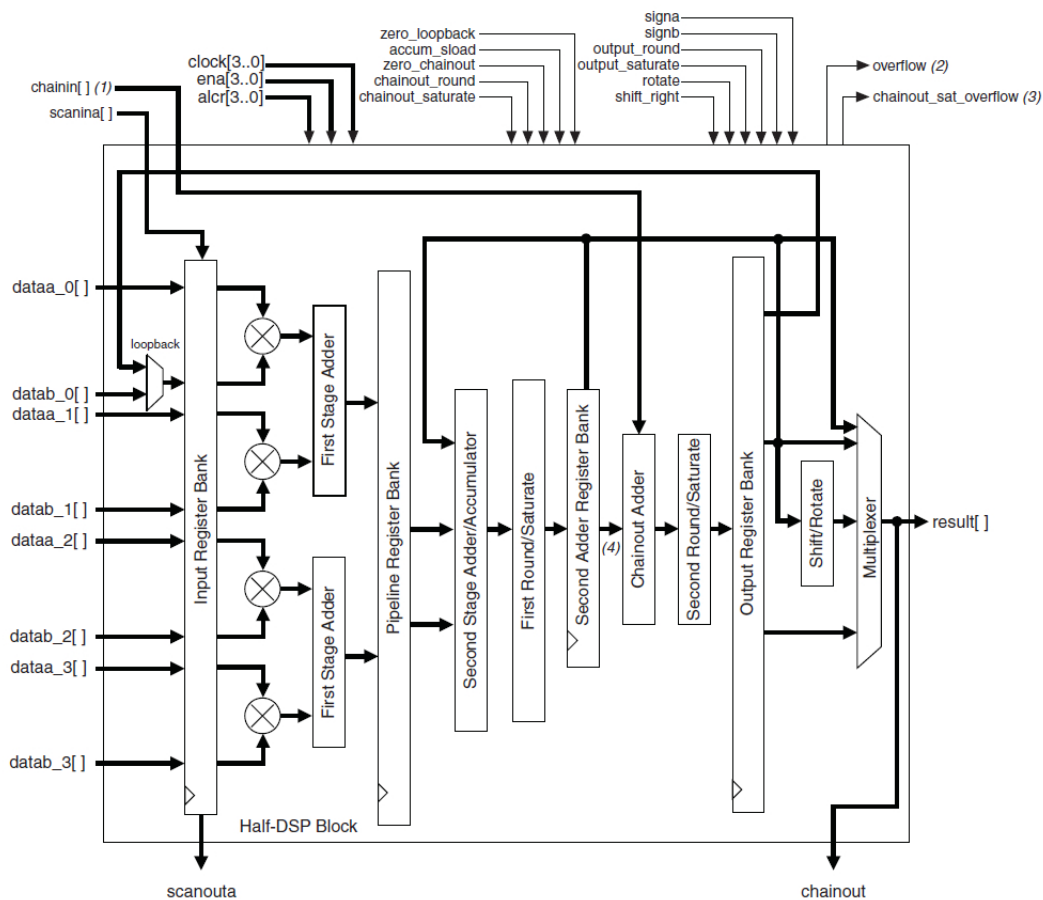 signa
signb
output_round
output_saturate
rotate
shift_right
zero_loopback
accum_sload
zero_chainout
chainout_round
chainout_saturate
clock[3..0]
ena[3..0]
alcr[3..0]
chainin[ ] (1)
scanina[ ]
overflow (2)
chainout_sat_overflow (3)
dataa_0[ ]
loopback
datab_0[ ]
dataa_1[ ]
datab_1[ ]
dataa_2[ ]
datab_2[ ]
dataa_3[ ]
datab_3[ ]
Input Register Bank
First Stage Adder
First Stage Adder
Pipeline Register Bank
Second Stage Adder/Accumulator
First Round/Saturate
Second Adder Register Bank
(4)
Chainout Adder
Second Round/Saturate
Output Register Bank
Shift/Rotate
Multiplexer
result[ ]
Half-DSP Block
scanouta
chainout